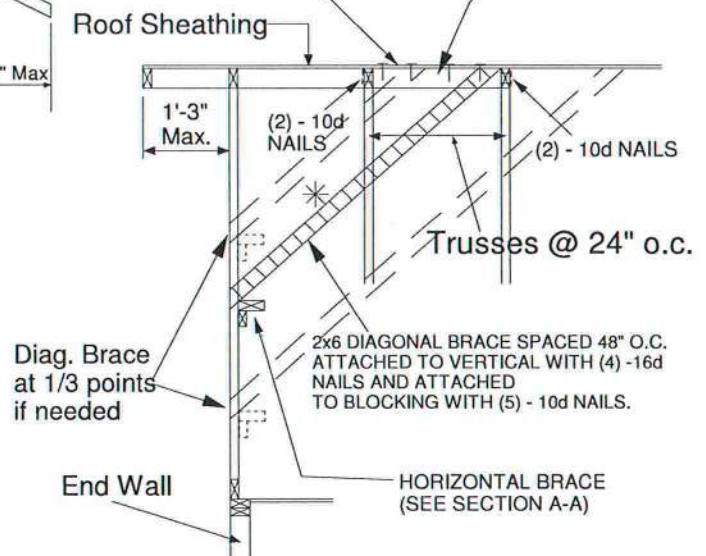 Roof Sheathing
" Max
1'-3"
Max.
(2) - 10d
NAILS
(2) - 10d NAILS
Trusses @ 24" o.c.
2x6 DIAGONAL BRACE SPACED 48" O.C.
ATTACHED TO VERTICAL WITH (4) -16d
NAILS AND ATTACHED
TO BLOCKING WITH (5) - 10d NAILS.
Diag. Brace
at 1/3 points
if needed
End Wall
HORIZONTAL BRACE
(SEE SECTION A-A)